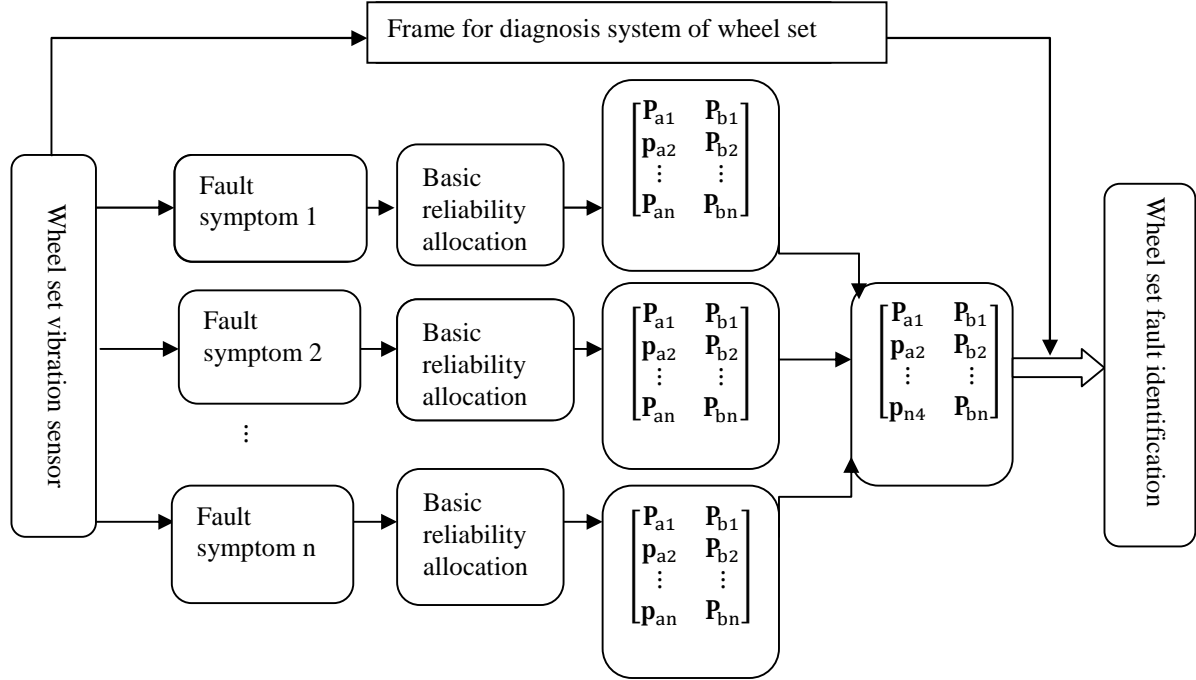 Frame for diagnosis system of wheel set
Wheel set vibration sensor
Fault
symptom 1
Basic
reliability
allocation
P_a1 P_b1
p_a2 P_b2
⋮ ⋮
P_an P_bn
Fault
symptom 2
⋮
Basic
reliability
allocation
P_a1 P_b1
p_a2 P_b2
⋮ ⋮
P_an P_bn
Fault
symptom n
Basic
reliability
allocation
P_a1 P_b1
p_a2 P_b2
⋮ ⋮
p_an P_bn
P_a1 P_b1
p_a2 P_b2
⋮ ⋮
p_n4 P_bn
Wheel set fault identification